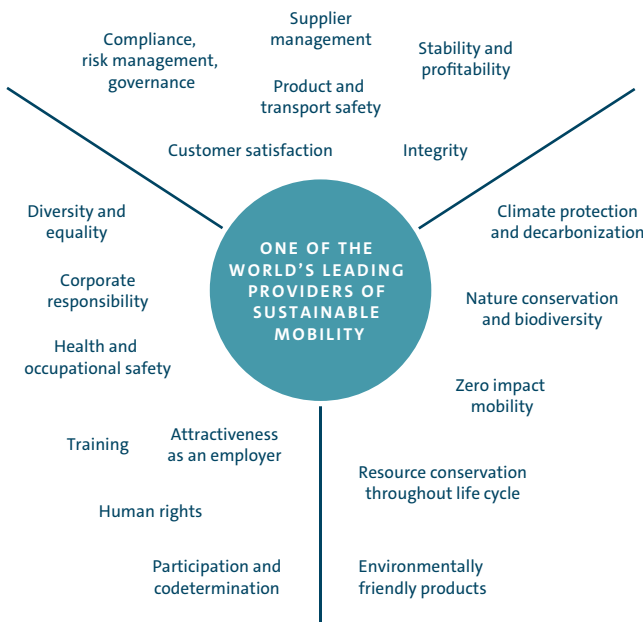 Supplier
management
Compliance,
risk management,
governance
Stability and
profitability
Product and
transport safety
Customer satisfaction
Integrity
Diversity and
equality
Corporate
responsibility
Health and
occupational safety
Training
Attractiveness
as an employer
Human rights
Participation and
codetermination
ONE OF THE
WORLD'S LEADING
PROVIDERS OF
SUSTAINABLE
MOBILITY
Climate protection
and decarbonization
Nature conservation
and biodiversity
Zero impact
mobility
Resource conservation
throughout life cycle
Environmentally
friendly products